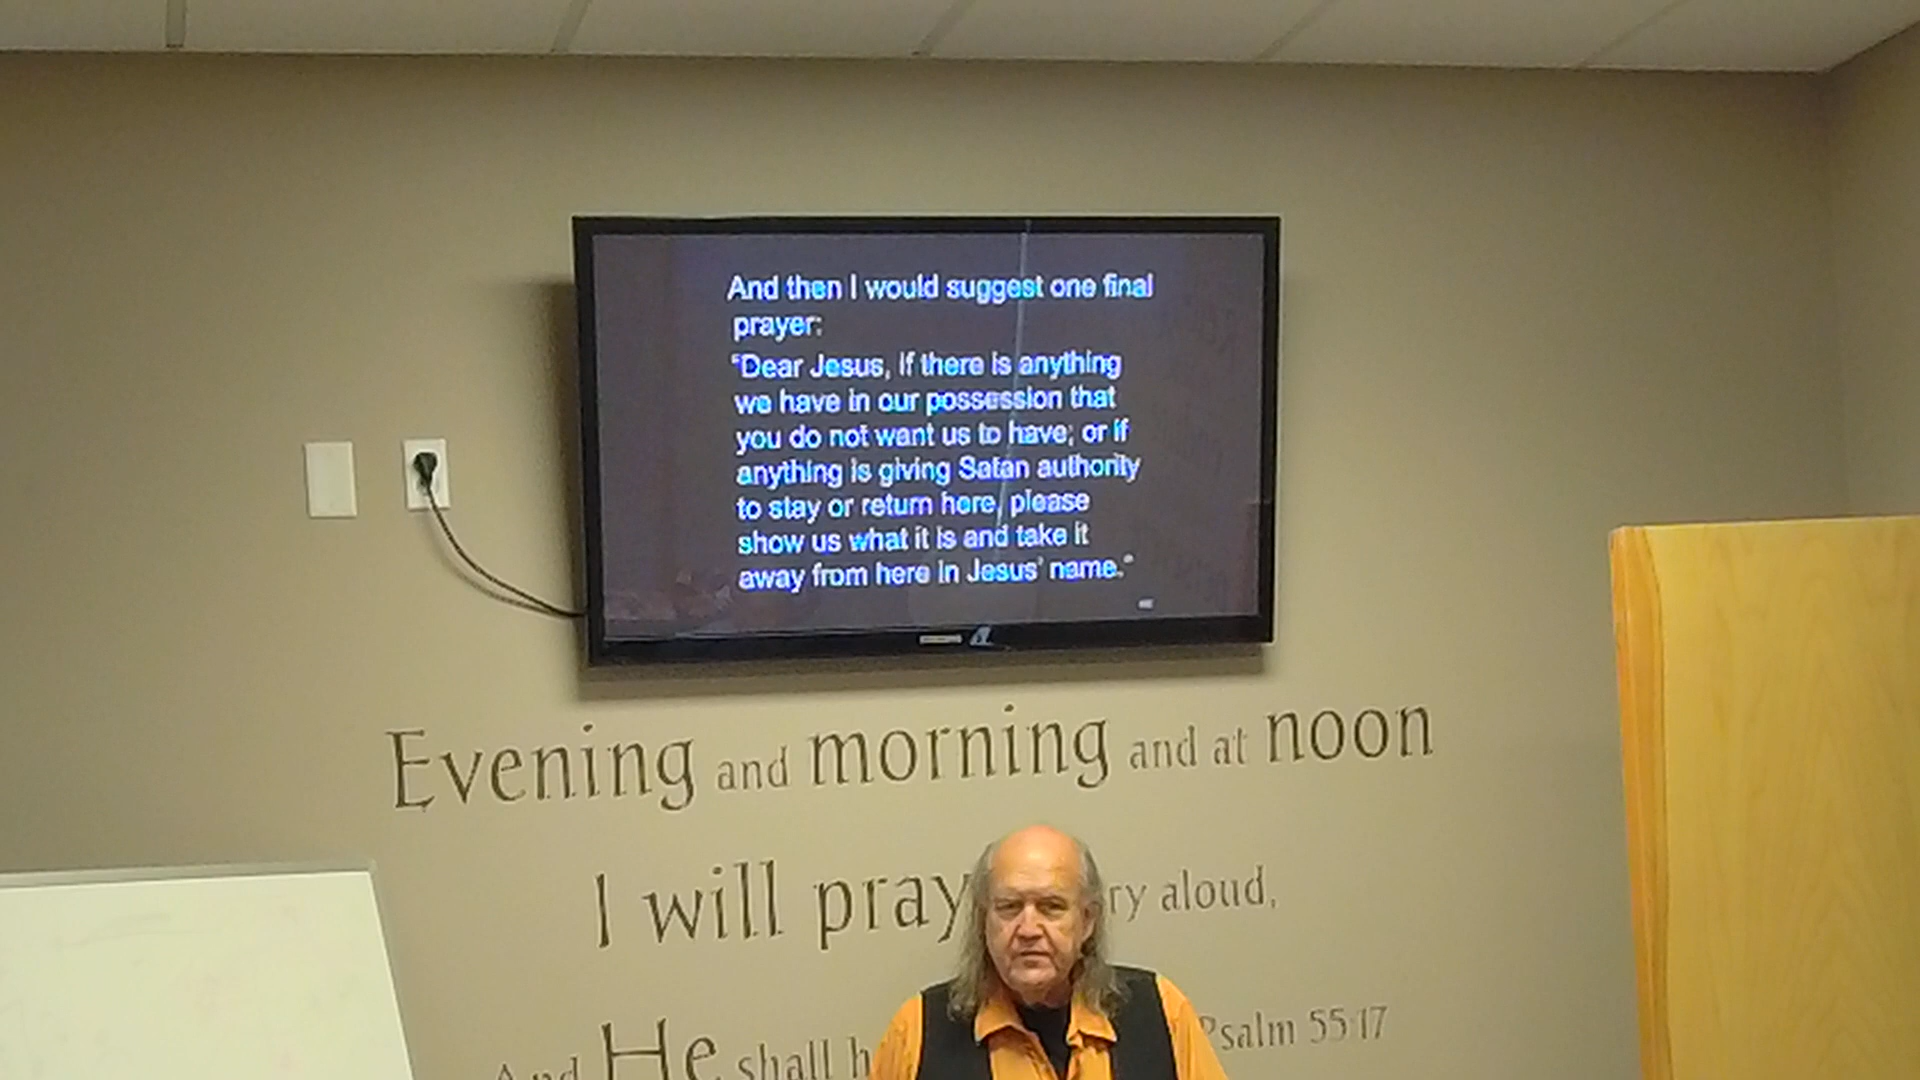 And then I would suggest one final
prayer:
"Dear Jesus, if there is anything
we have in our possession that
you do not want us to have; or if
anything is giving Satan authority
to stay or return here, please
show us what it is and take it
away from here in Jesus' name."
Evening and morning and at noon
I will pray ry aloud,
And He shall h Psalm 55:17